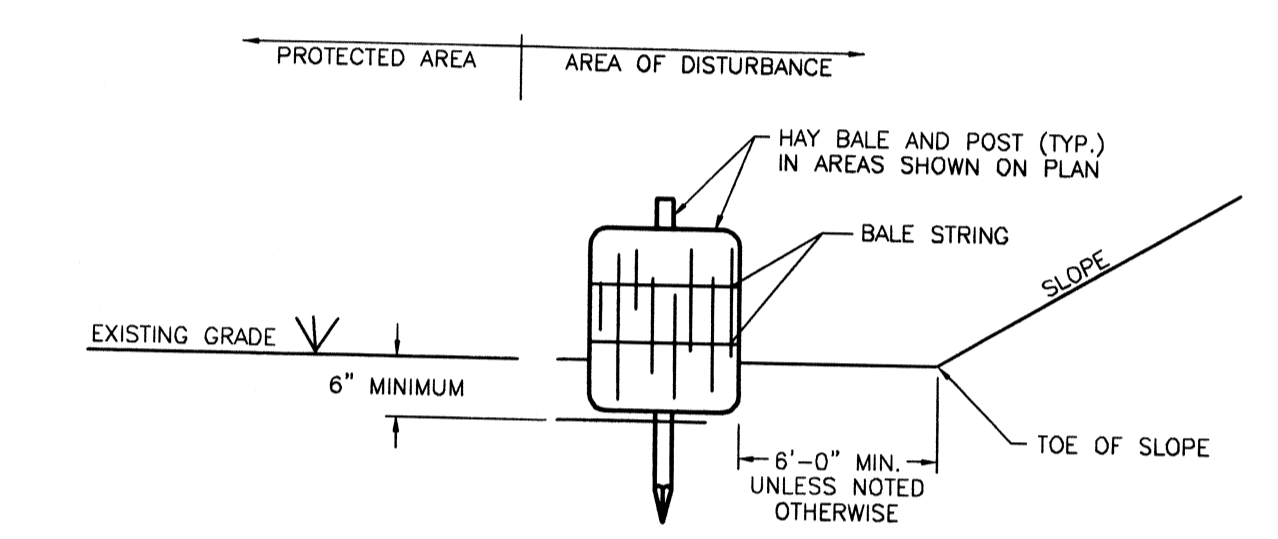 PROTECTED AREA
AREA OF DISTURBANCE
HAY BALE AND POST (TYP.)
IN AREAS SHOWN ON PLAN
BALE STRING
SLOPE
EXISTING GRADE
6" MINIMUM
TOE OF SLOPE
6'-0" MIN.
UNLESS NOTED
OTHERWISE